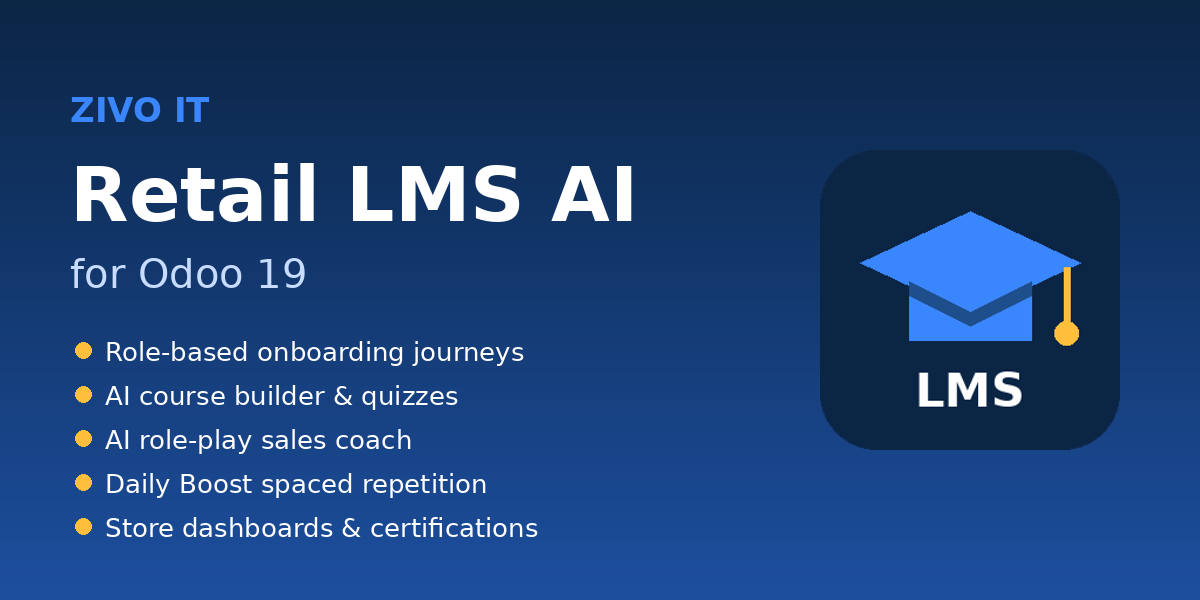 ZIVO IT
Retail LMS AI
for Odoo 19
Role-based onboarding journeys
AI course builder & quizzes
AI role-play sales coach
Daily Boost spaced repetition
Store dashboards & certifications
LMS